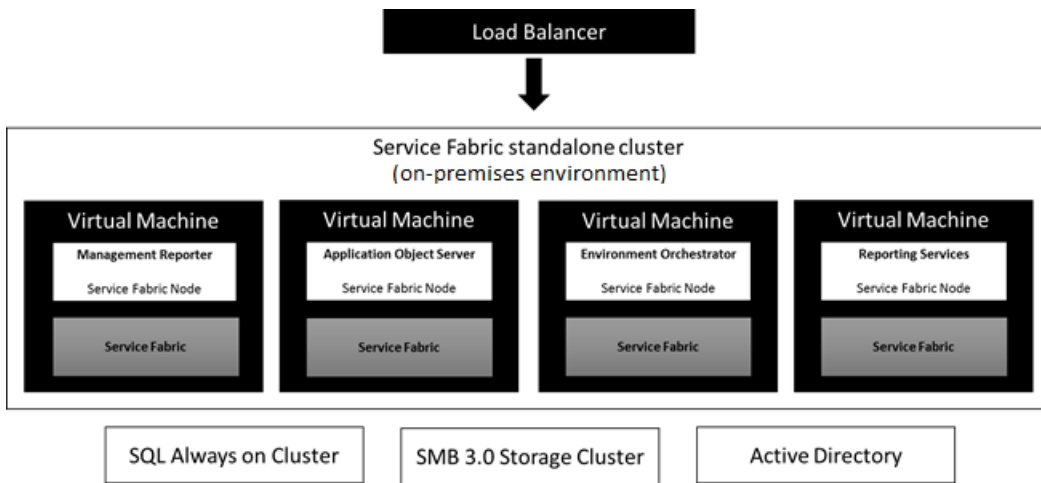 Load Balancer
Service Fabric standalone cluster
(on-premises environment)
Virtual Machine
Management Reporter
Service Fabric Node
Service Fabric
Virtual Machine
Application Object Server
Service Fabric Node
Service Fabric
Virtual Machine
Environment Orchestrator
Service Fabric Node
Service Fabric
Virtual Machine
Reporting Services
Service Fabric Node
Service Fabric
SQL Always on Cluster
SMB 3.0 Storage Cluster
Active Directory